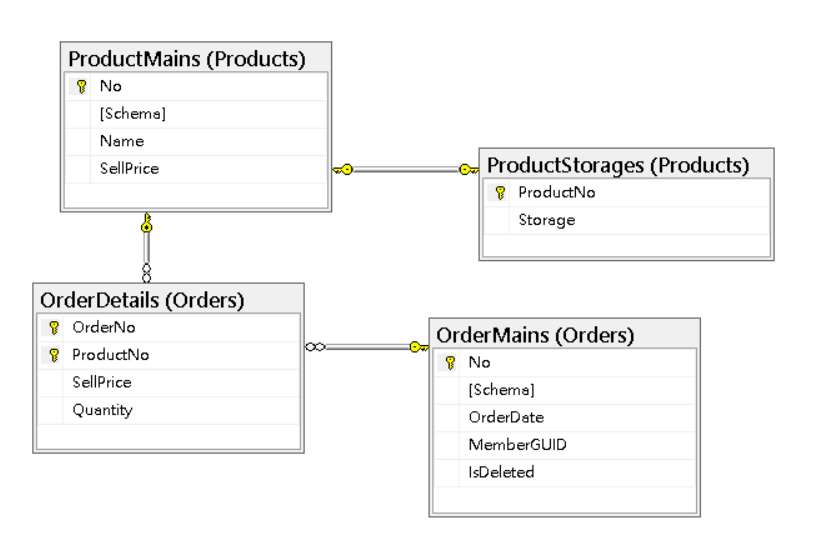 ProductMains (Products)
No
[Schema]
Name
SellPrice
ProductStorages (Products)
ProductNo
Storage
OrderDetails (Orders)
OrderNo
ProductNo
SellPrice
Quantity
OrderMains (Orders)
No
[Schema]
OrderDate
MemberGUID
IsDeleted